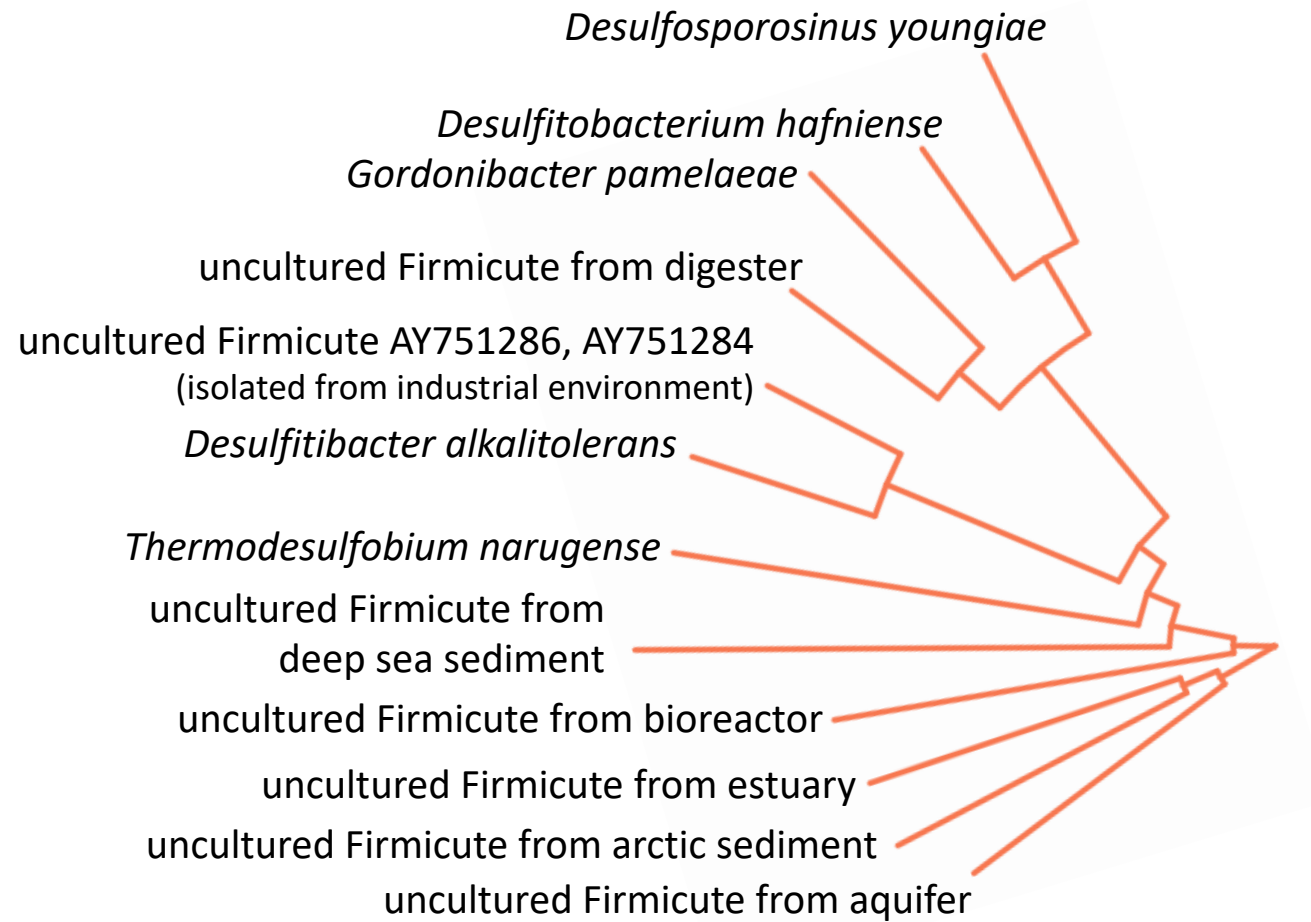 Desulfosporosinus youngiae
Desulfitobacterium hafniense
Gordonibacter pamelaeae
uncultured Firmicute from digester
uncultured Firmicute AY751286, AY751284
(isolated from industrial environment)
Desulfitibacter alkalitolerans
Thermodesulfobium narugense
uncultured Firmicute from
deep sea sediment
uncultured Firmicute from bioreactor
uncultured Firmicute from estuary
uncultured Firmicute from arctic sediment
uncultured Firmicute from aquifer